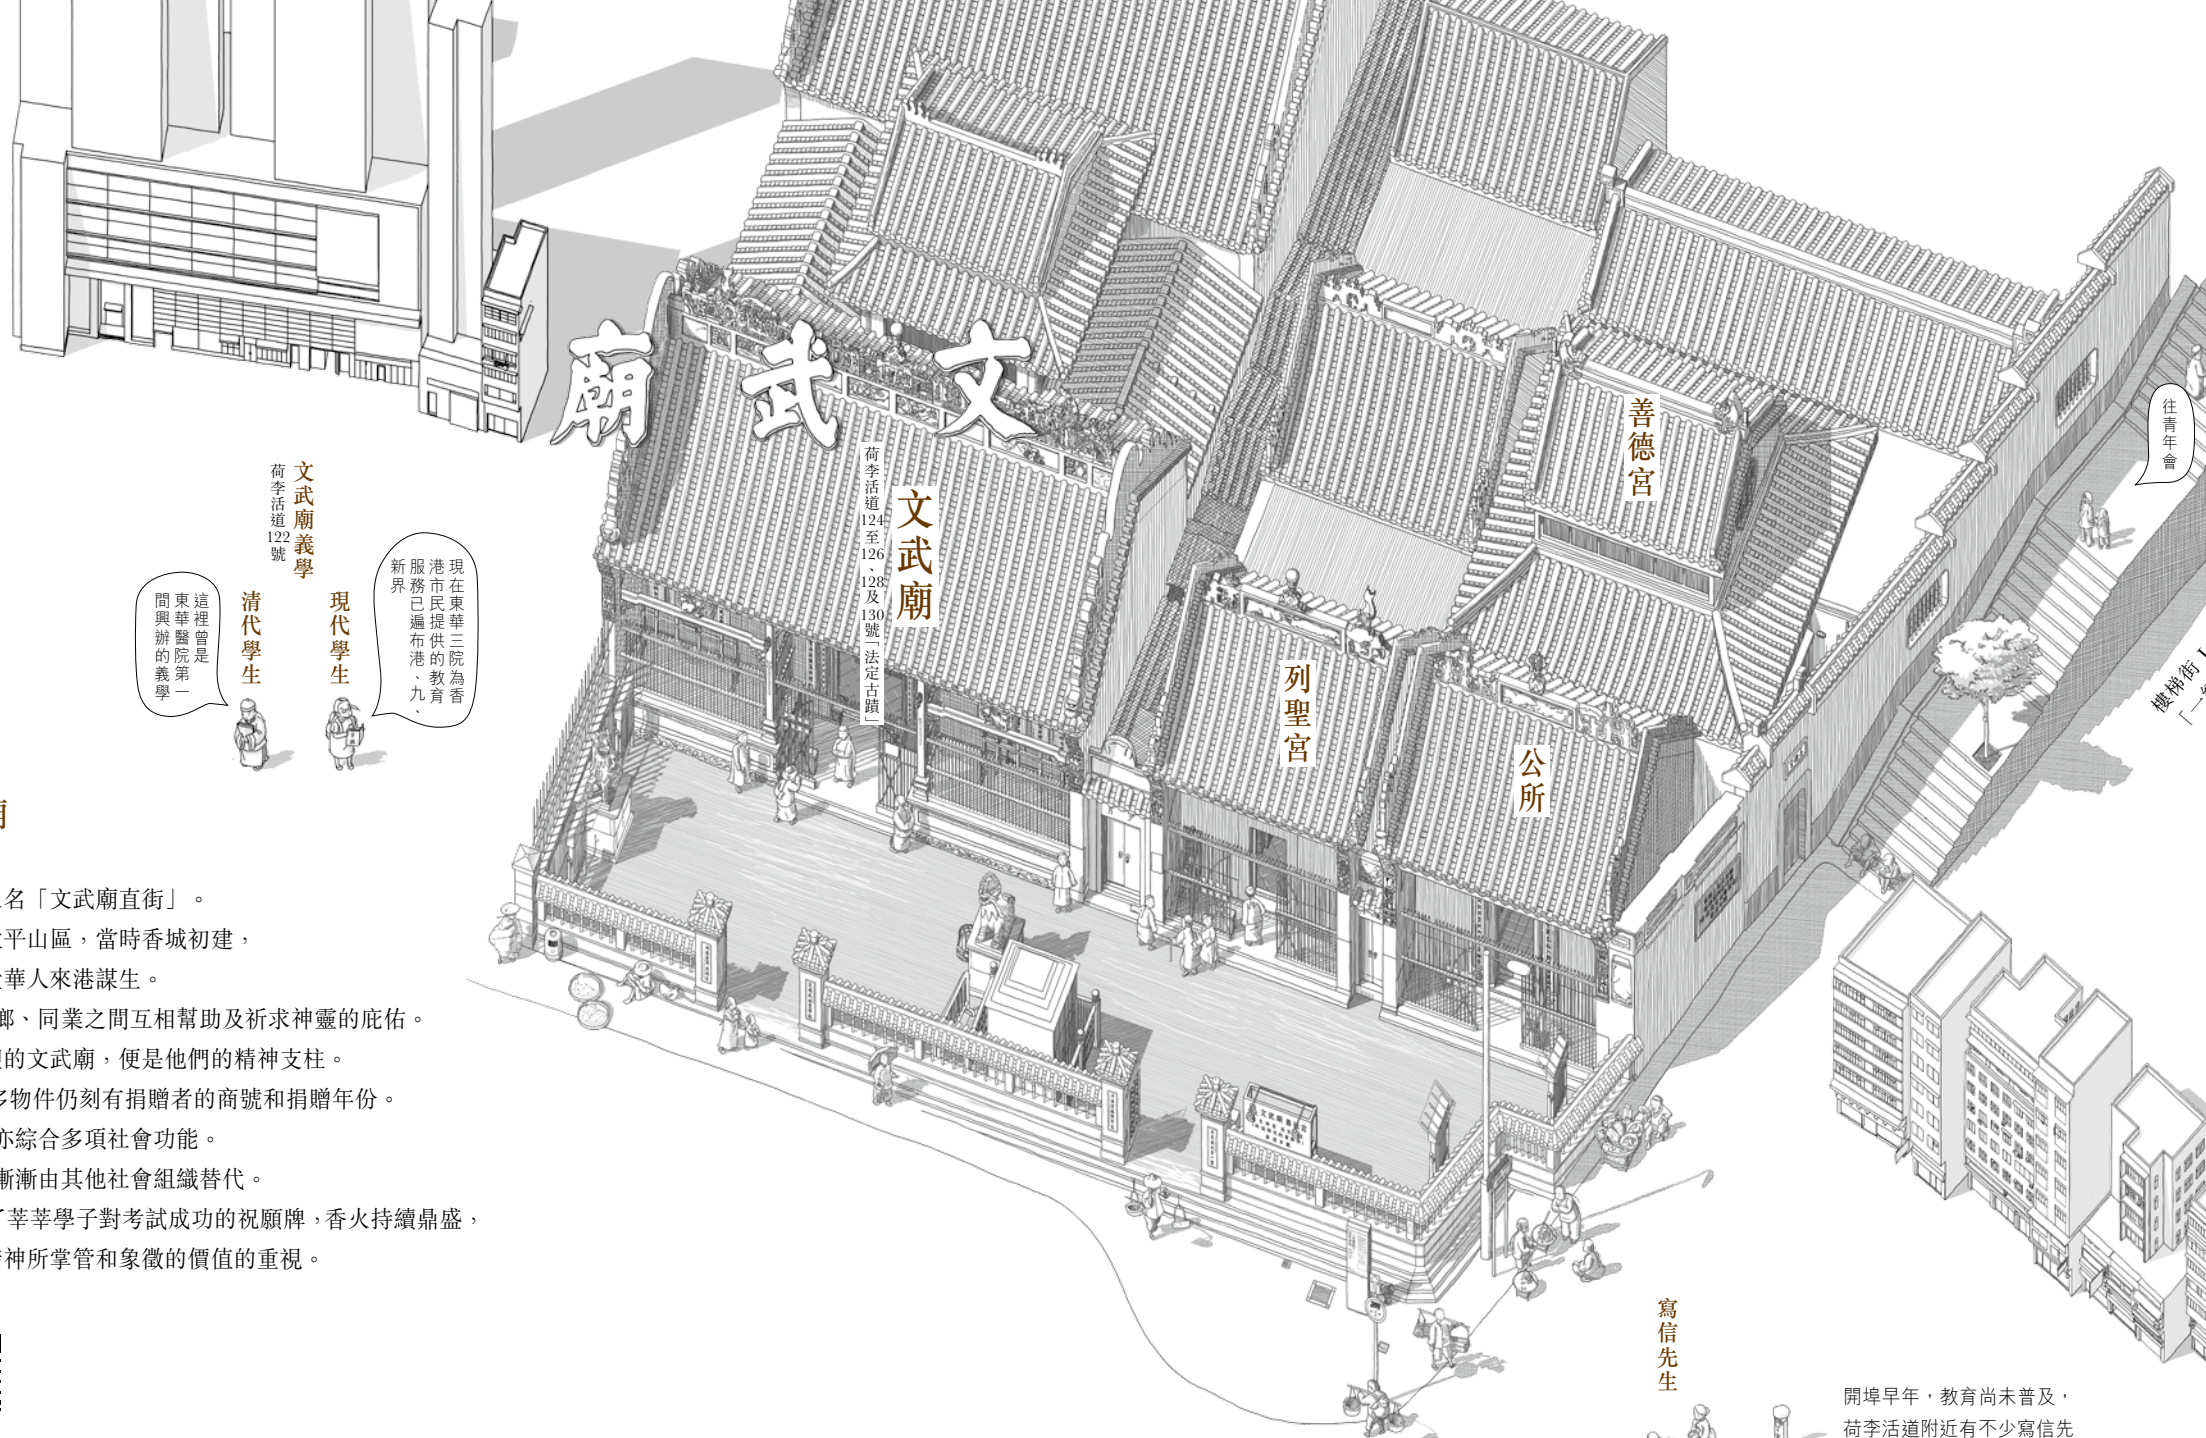 文武廟
文武廟
荷李活道124至126、128及130號「法定古蹟」
善德宮
列聖宮
公所
往青年會
樓梯街
「一
文武廟義學
荷李活道122號
現代學生
現在東華三院為香
港市民提供的教育
服務已遍布港、九、
新界
清代學生
這裡曾是
東華醫院第一
間興辦的義學
名「文武廟直街」。
平山區，當時香城初建，
華人來港謀生。
鄉、同業之間互相幫助及祈求神靈的庇佑。
的文武廟，便是他們的精神支柱。
多物件仍刻有捐贈者的商號和捐贈年份。
亦綜合多項社會功能。
漸漸由其他社會組織替代。
了莘莘學子對考試成功的祝願牌，香火持續鼎盛，
神所掌管和象徵的價值的重視。
寫信先生
開埠早年，教育尚未普及，
荷李活道附近有不少寫信先